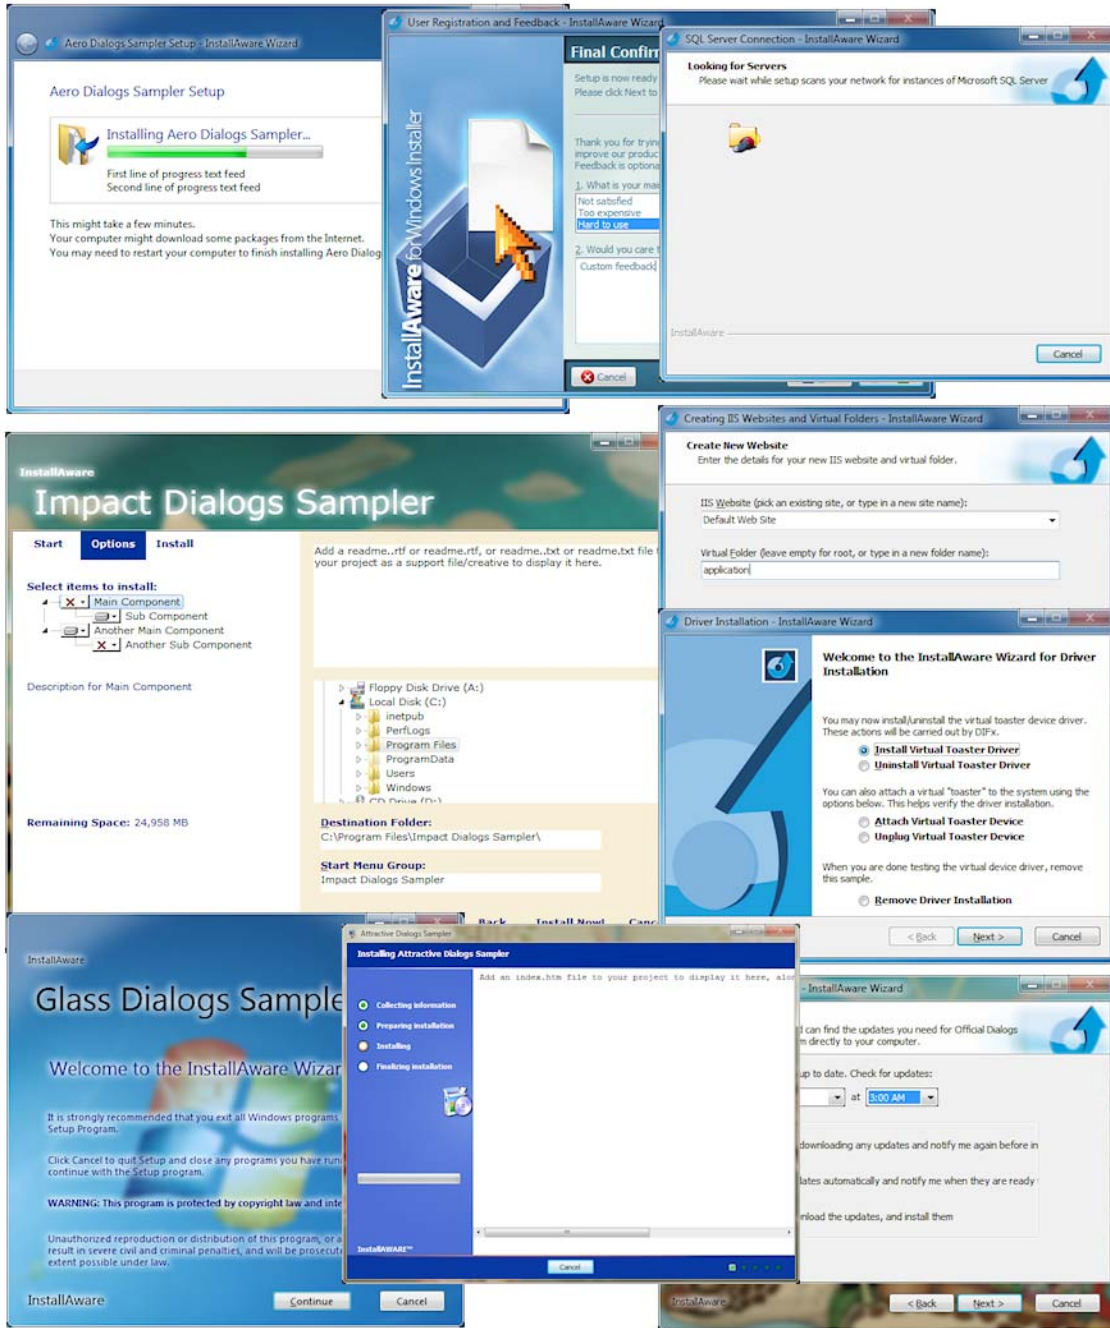 Aero Dialogs Sampler Setup - InstallAware Wizard
Aero Dialogs Sampler Setup
Installing Aero Dialogs Sampler...
First line of progress text feed
Second line of progress text feed
This might take a few minutes.
Your computer might download some packages from the Internet.
You may need to restart your computer to finish installing Aero Dialog
User Registration and Feedback - InstallAware Wizard
InstallAware for Windows Installer
Final Confirm
Setup is now ready
Please click Next to
Thank you for trying
improve our produc
Feedback is optiona
1. What is your mai
Not satisfied
Too expensive
Hard to use
2. Would you care t
Custom feedback
Cancel
SQL Server Connection - InstallAware Wizard
Looking for Servers
Please wait while setup scans your network for instances of Microsoft SQL Server
InstallAware
Cancel
InstallAware
Impact Dialogs Sampler
Start Options Install
Select items to install:
Main Component
Sub Component
Another Main Component
Another Sub Component
Description for Main Component
Remaining Space: 24,958 MB
Add a readme..rtf or readme.rtf, or readme..txt or readme.txt file
your project as a support file/creative to display it here.
Floppy Disk Drive (A:)
Local Disk (C:)
inetpub
PerfLogs
Program Files
ProgramData
Users
Windows
CD Drive (D:)
Destination Folder:
C:\Program Files\Impact Dialogs Sampler\
Start Menu Group:
Impact Dialogs Sampler
Back Install Now! Canc
Creating IIS Websites and Virtual Folders - InstallAware Wizard
Create New Website
Enter the details for your new IIS website and virtual folder.
IIS Website (pick an existing site, or type in a new site name):
Default Web Site
Virtual Folder (leave empty for root, or type in a new folder name):
application
Driver Installation - InstallAware Wizard
Welcome to the InstallAware Wizard for Driver
Installation
You may now install/uninstall the virtual toaster device driver.
These actions will be carried out by DIFx.
Install Virtual Toaster Driver
Uninstall Virtual Toaster Driver
You can also attach a virtual "toaster" to the system using the
options below. This helps verify the driver installation.
Attach Virtual Toaster Device
Unplug Virtual Toaster Device
When you are done testing the virtual device driver, remove
this sample.
Remove Driver Installation
< Back Next > Cancel
InstallAware
Glass Dialogs Sample
Welcome to the InstallAware Wizar
It is strongly recommended that you exit all Windows programs
Setup Program.
Click Cancel to quit Setup and close any programs you have run
continue with the Setup program.
WARNING: This program is protected by copyright law and inte
Unauthorized reproduction or distribution of this program, or a
result in severe civil and criminal penalties, and will be prosecut
extent possible under law.
InstallAware
Continue Cancel
Attractive Dialogs Sampler
Installing Attractive Dialogs Sampler
Collecting information
Preparing installation
Installing
Finalizing installation
Add an index.htm file to your project to display it here, alon
InstallAWARE™
Cancel
- InstallAware Wizard
can find the updates you need for Official Dialogs
m directly to your computer.
up to date. Check for updates:
at 3:00 AM
downloading any updates and notify me again before in
lates automatically and notify me when they are ready
nload the updates, and install them
InstallAware
< Back Next > Cancel